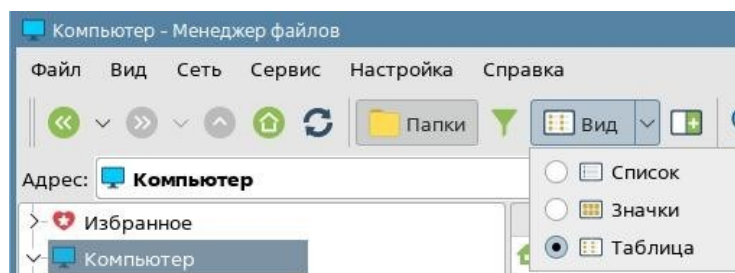 Компьютер - Менеджер файлов
Файл Вид Сеть Сервис Настройка Справка
Папки Вид
Адрес: Компьютер
Список
Избранное
Значки
Компьютер
Таблица